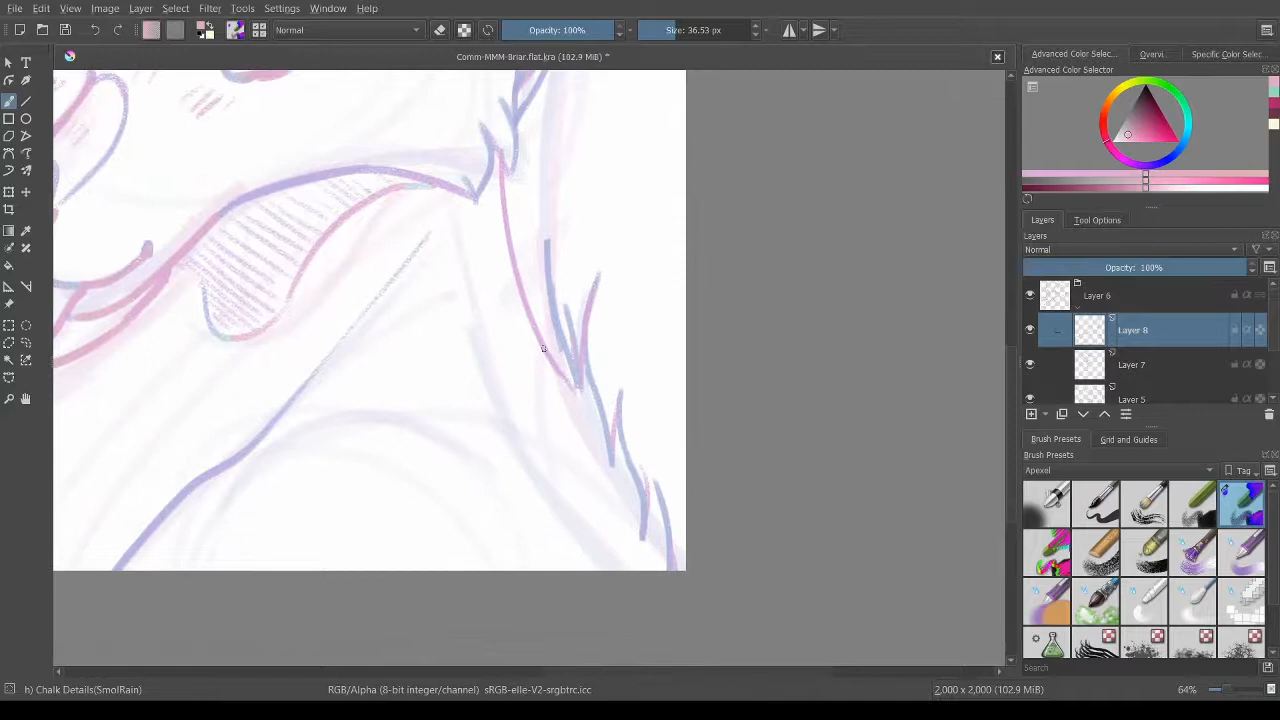 File Edit View Image Layer Select Filter Tools Settings Window Help
Normal Opacity: 100% Size: 36.53 px
Comm-MMM-Briar.flat.kra (102.9 MiB) *
Advanced Color Selec... Overvi... Specific Color Selec...
Advanced Color Selector
Layers Tool Options
Layers
Normal
Opacity: 100%
Layer 6
Layer 8
Layer 7
Layer 5
Brush Presets Grid and Guides
Brush Presets
Apexel Tag
Search
h) Chalk Details(SmolRain) RGB/Alpha (8-bit integer/channel) sRGB-elle-V2-srgbtrc.icc 2,000 x 2,000 (102.9 MiB) 64%